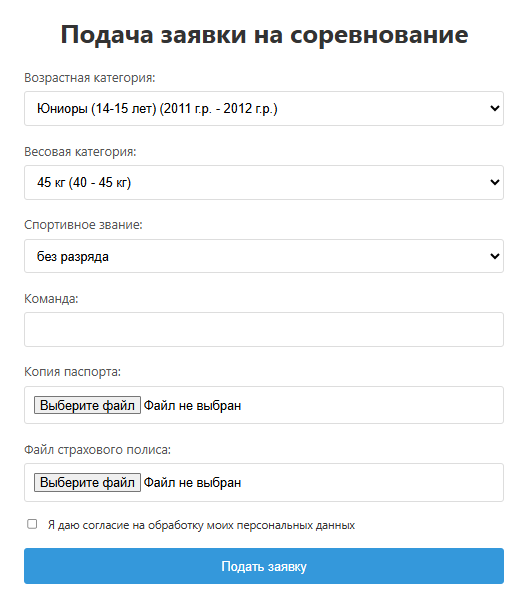 Подача заявки на соревнование
Возрастная категория:
Юниоры (14-15 лет) (2011 г.р. - 2012 г.р.)
Весовая категория:
45 кг (40 - 45 кг)
Спортивное звание:
без разряда
Команда:
Копия паспорта:
Выберите файл Файл не выбран
Файл страхового полиса:
Выберите файл Файл не выбран
Я даю согласие на обработку моих персональных данных
Подать заявку